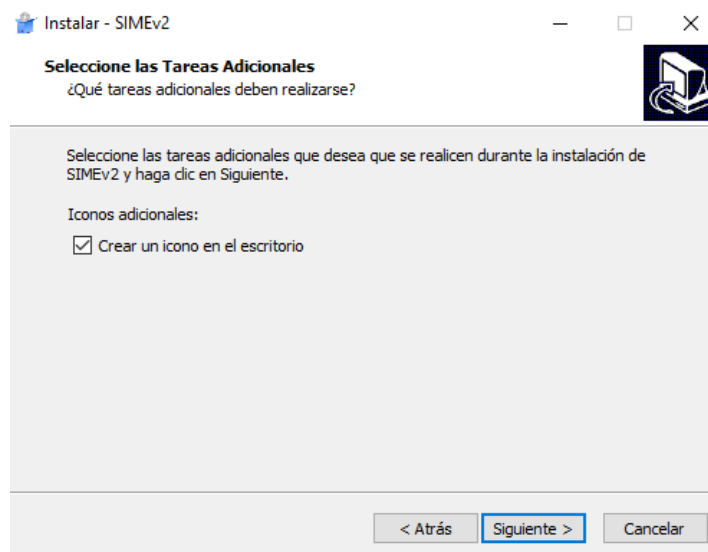 Instalar - SIMEv2
Seleccione las Tareas Adicionales
¿Qué tareas adicionales deben realizarse?
Seleccione las tareas adicionales que desea que se realicen durante la instalación de
SIMEv2 y haga clic en Siguiente.
Iconos adicionales:
Crear un icono en el escritorio
< Atrás
Siguiente >
Cancelar